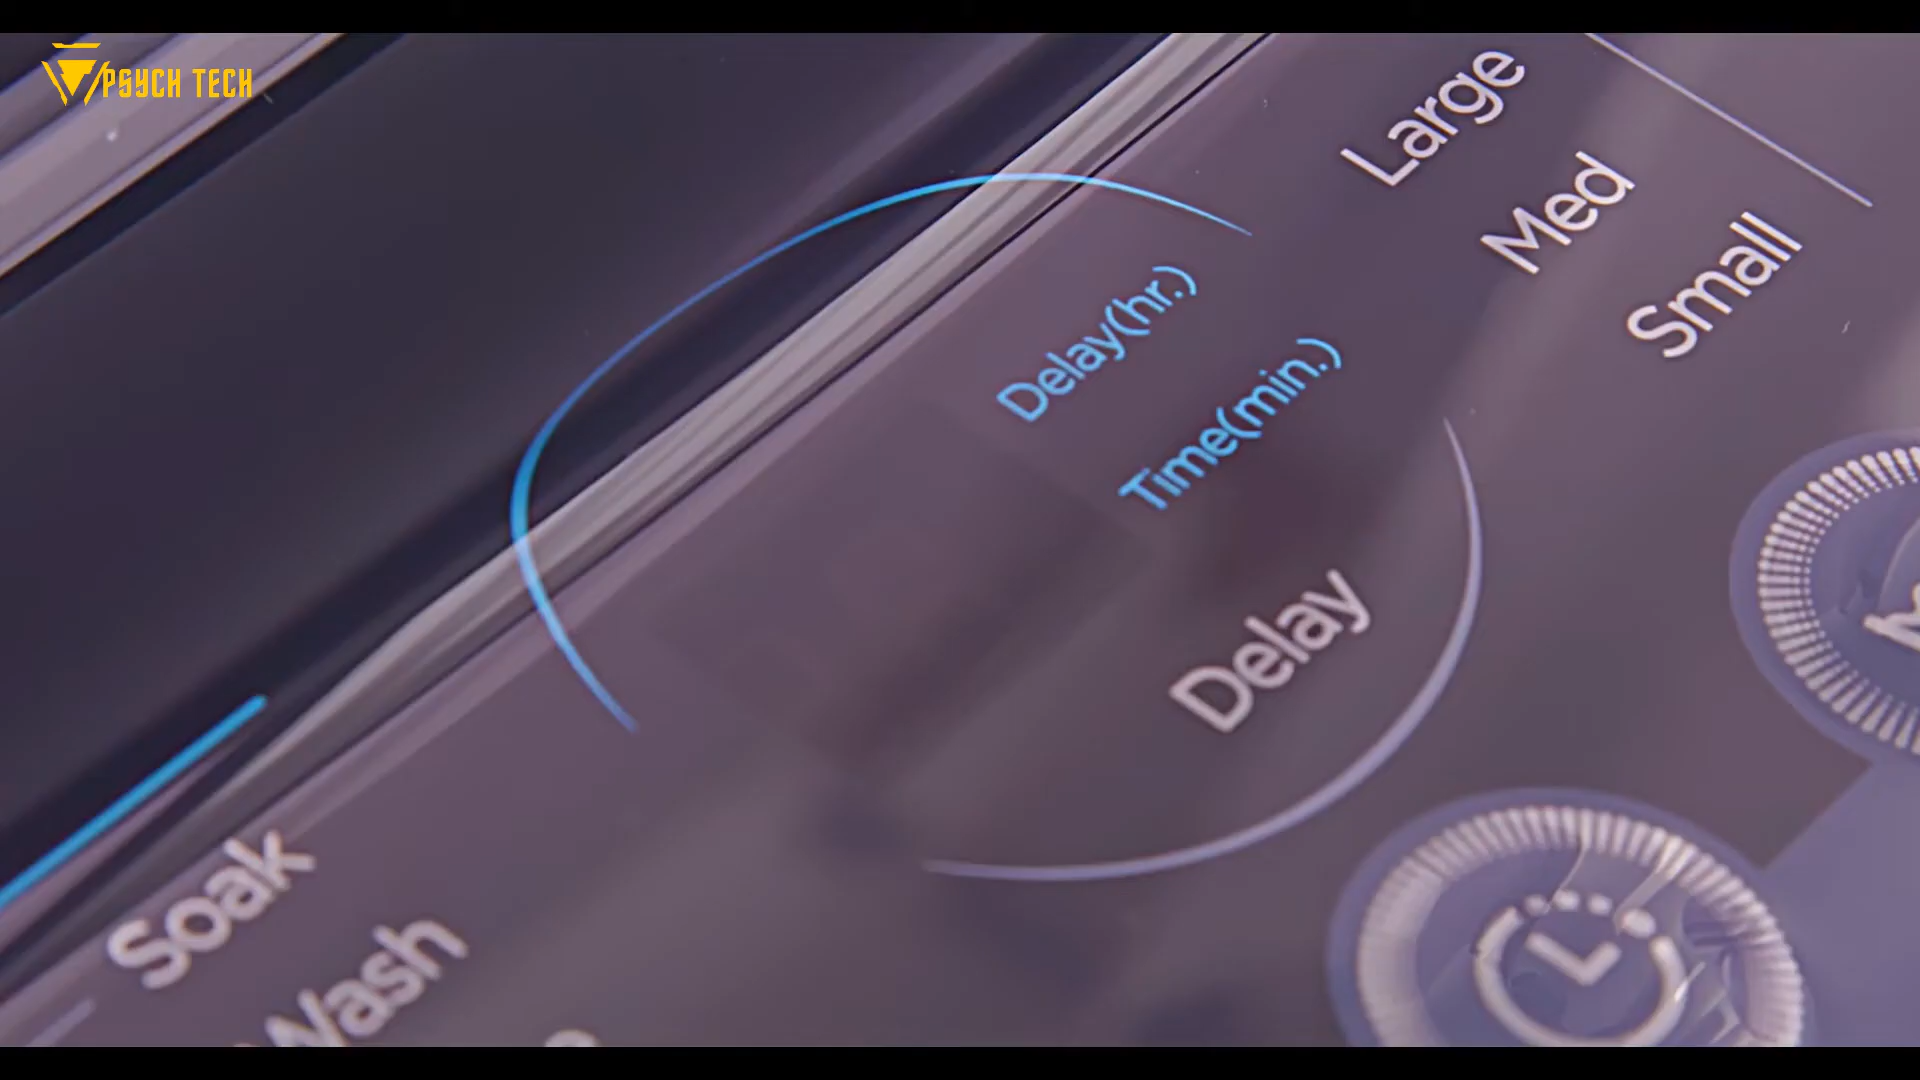 PSYCH TECH
Large
Med
Small
Delay(hr.)
Time(min.)
Delay
Soak
Wash